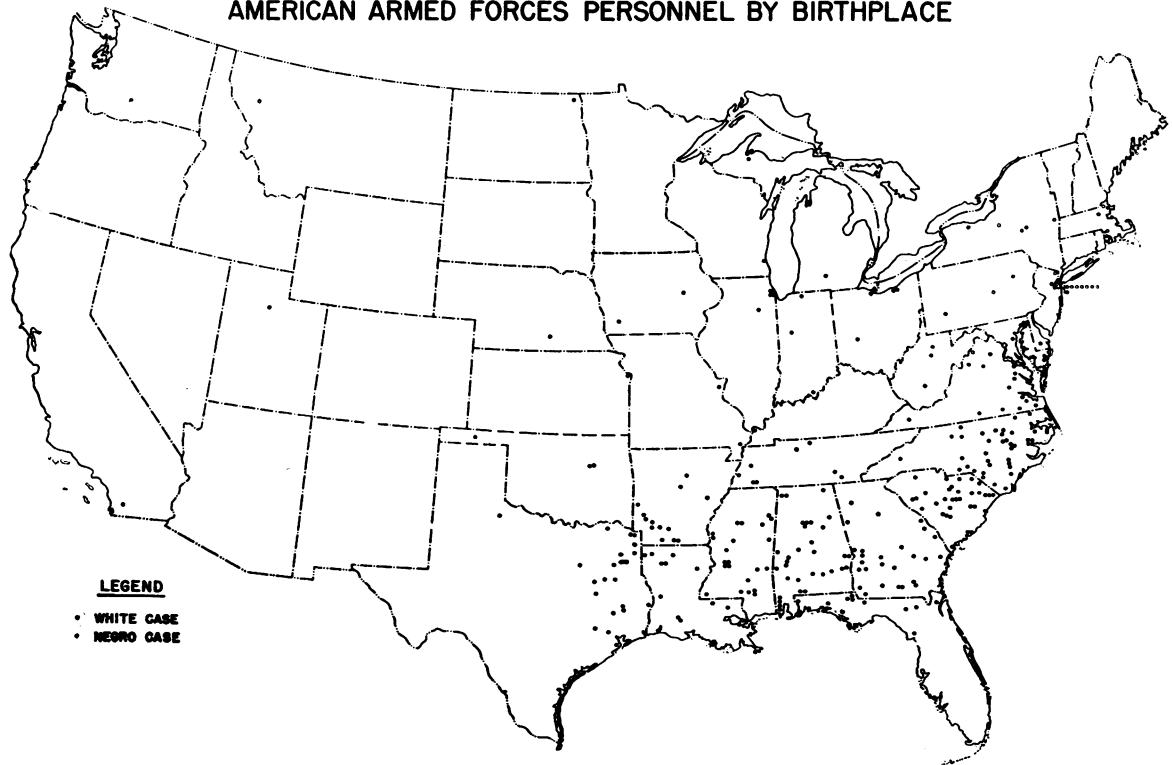 AMERICAN ARMED FORCES PERSONNEL BY BIRTHPLACE
LEGEND
• WHITE CASE
• NEGRO CASE